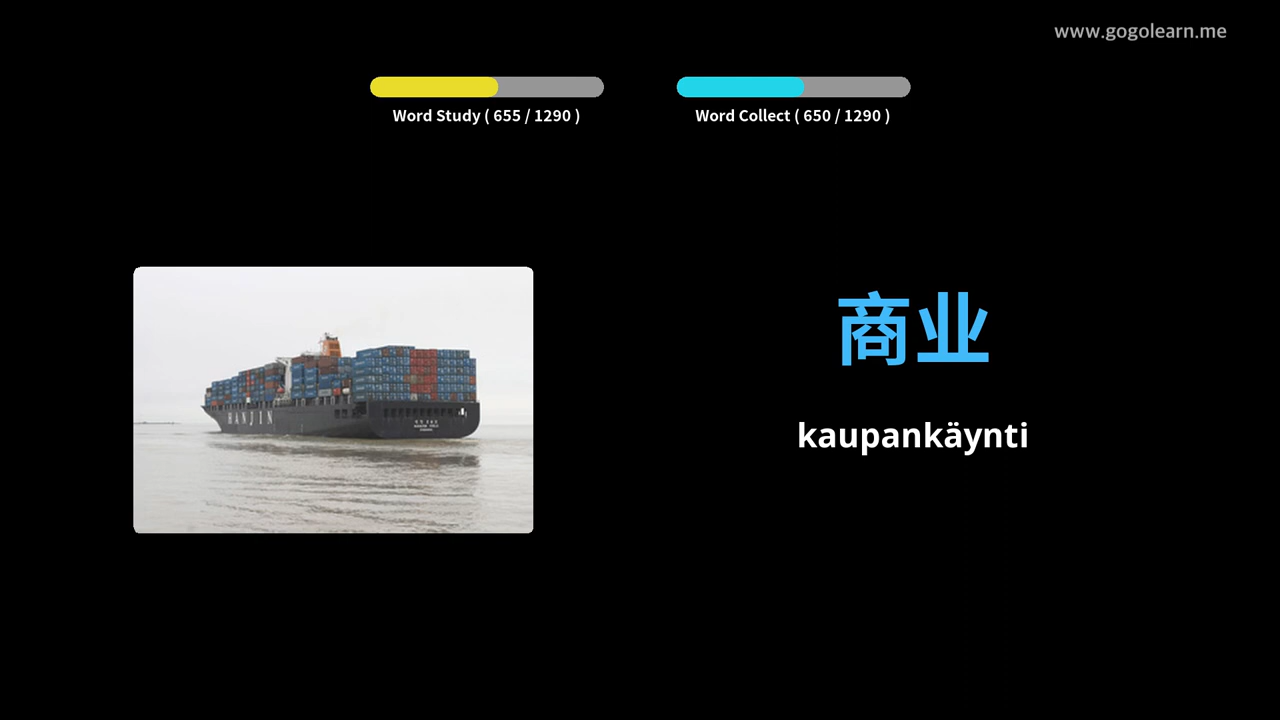 www.gogolearn.me
Word Study ( 655 / 1290 )
Word Collect ( 650 / 1290 )
HANJIN
商业
kaupankäynti